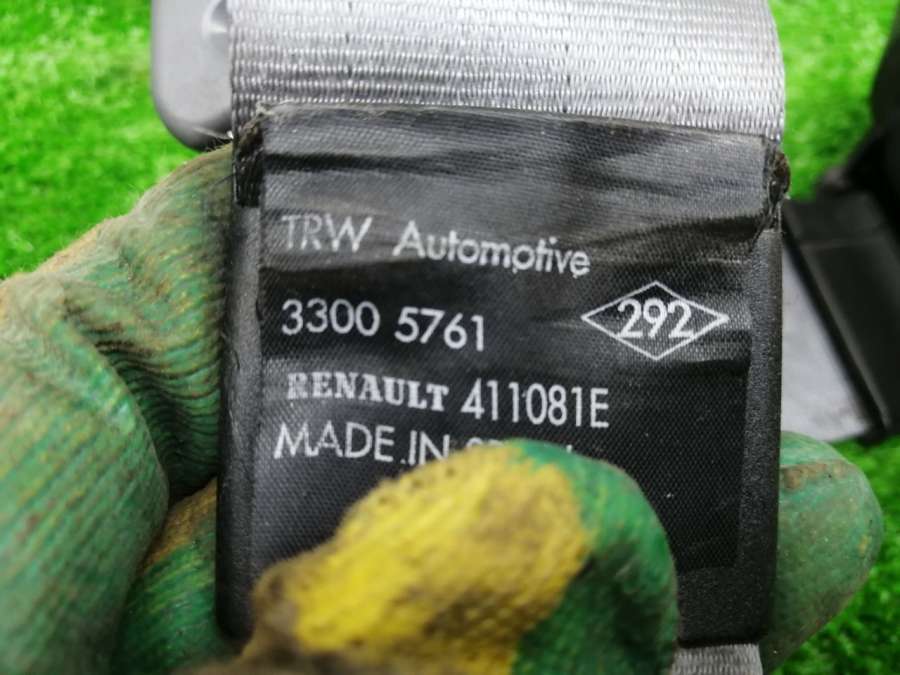 TRW Automotive
3300 5761
292
RENAULT 411081E
MADE IN